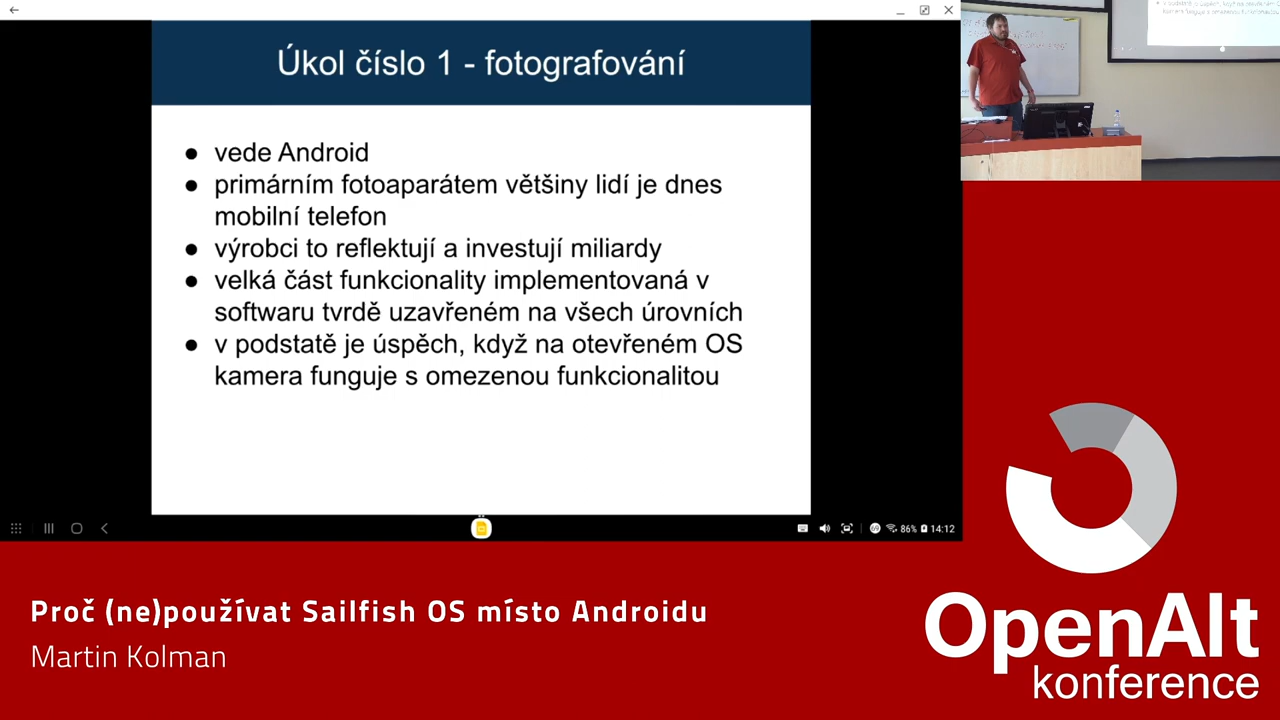 Úkol číslo 1 - fotografování
● vede Android
● primárním fotoaparátem většiny lidí je dnes
mobilní telefon
● výrobci to reflektují a investují miliardy
● velká část funkcionality implementovaná v
softwaru tvrdě uzavřeném na všech úrovních
● v podstatě je úspěch, když na otevřeném OS
kamera funguje s omezenou funkcionalitou
86% 14:12
Proč (ne)používat Sailfish OS místo Androidu
Martin Kolman
OpenAlt
konference